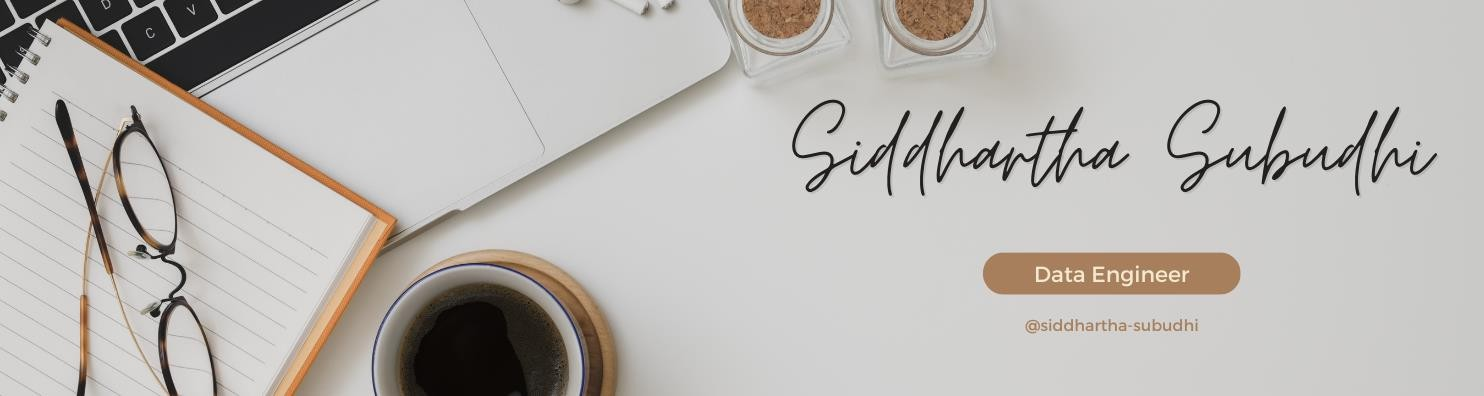 D
C
V
Siddhartha Subudhi
Data Engineer
@siddhartha-subudhi